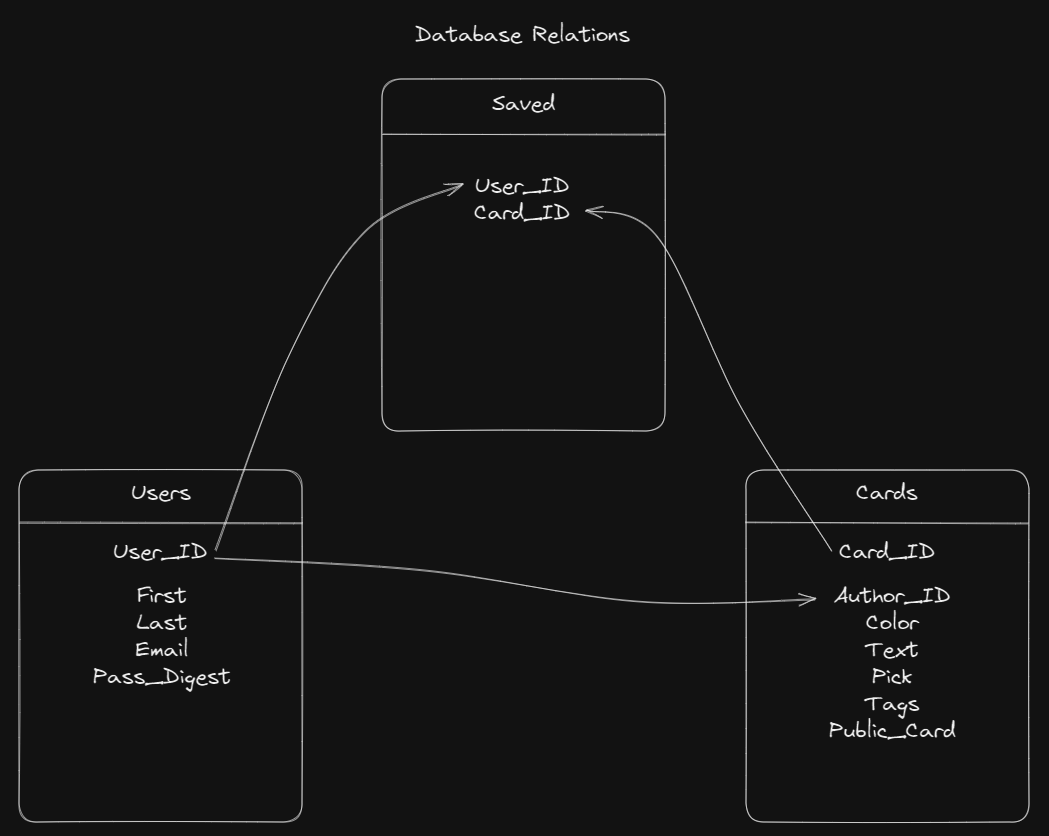 Database Relations
Saved
User_ID
Card_ID
Users
User_ID
First
Last
Email
Pass_Digest
Cards
Card_ID
Author_ID
Color
Text
Pick
Tags
Public_Card